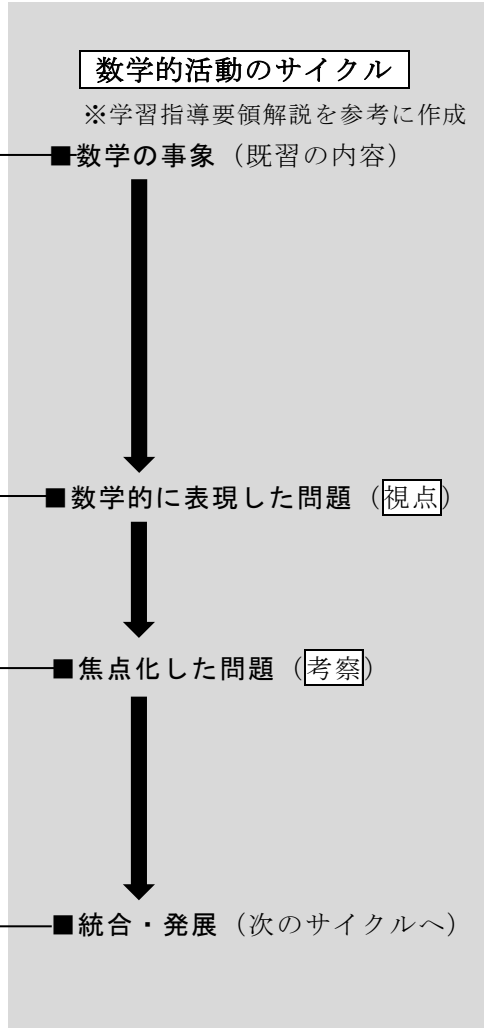 数学的活動のサイクル
※学習指導要領解説を参考に作成
■数学の事象（既習の内容）
■数学的に表現した問題（視点）
■焦点化した問題（考察）
■統合・発展（次のサイクルへ）